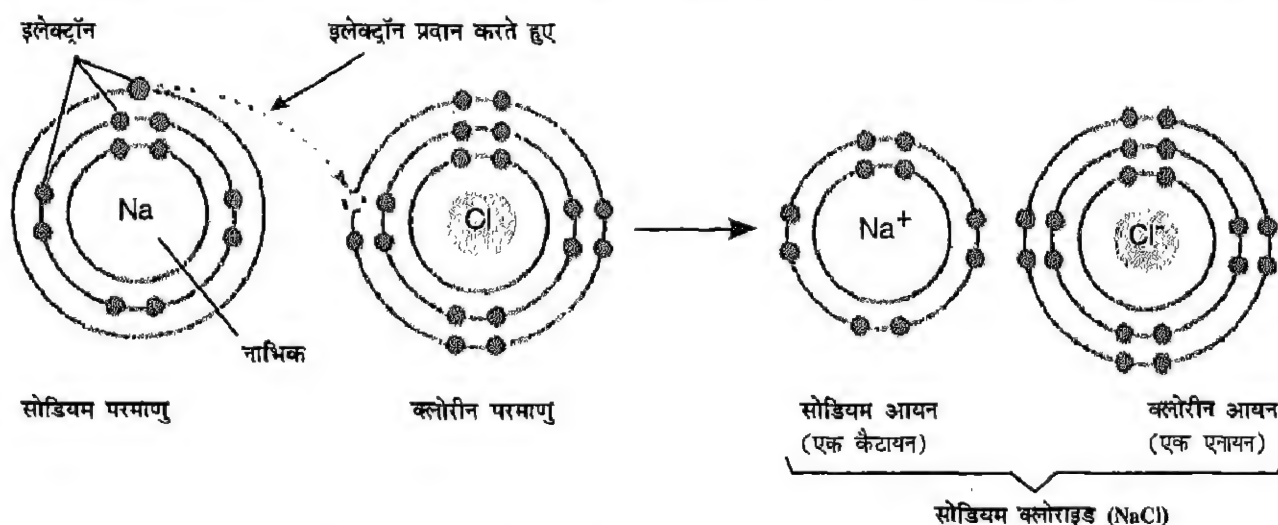 इलेक्ट्रॉन
इलेक्ट्रॉन प्रदान करते हुए
Na
Cl
Na⁺
Cl⁻
नाभिक
सोडियम परमाणु
क्लोरीन परमाणु
सोडियम आयन
(एक कैटायन)
क्लोरीन आयन
(एक एनायन)
सोडियम क्लोराइड (NaCl)